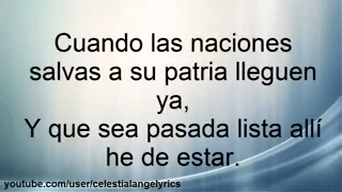 Cuando las naciones
salvas a su patria lleguen
ya,
Y que sea pasada lista allí
he de estar.
youtube.com/user/celestialangelyrics